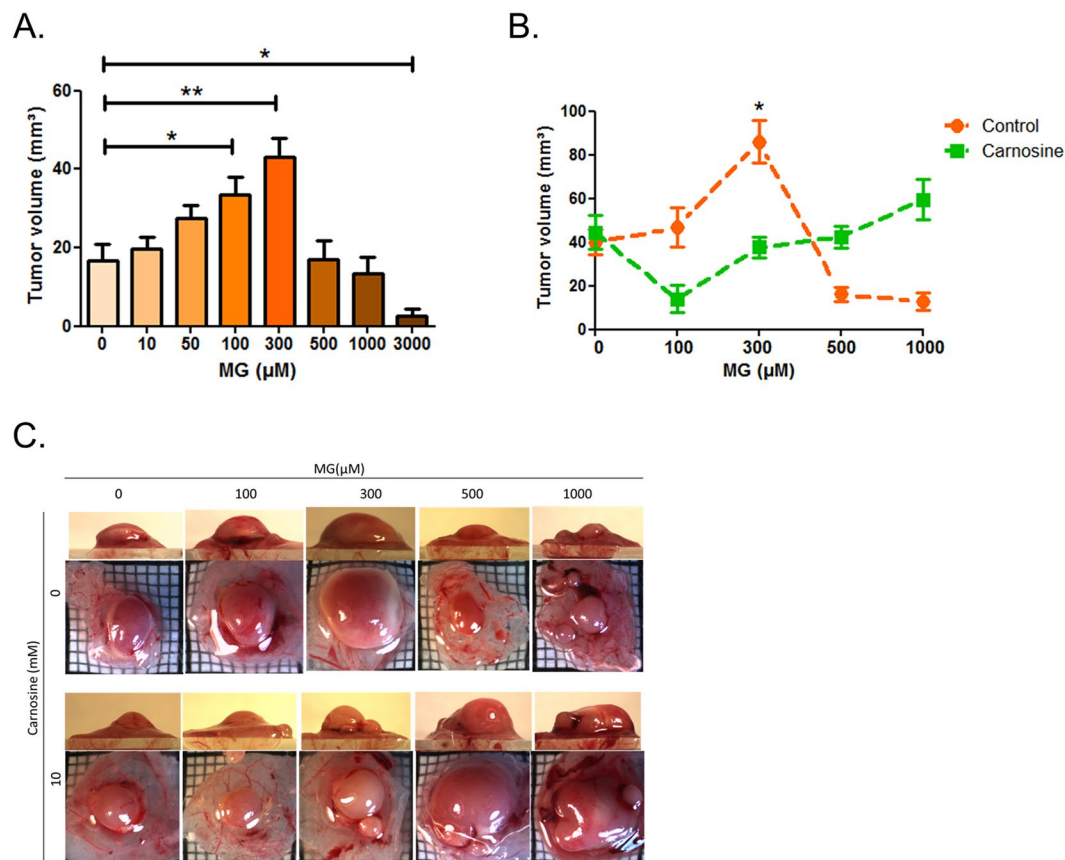 A.
*
**
*
60
40
20
0
Tumor volume (mm³)
0 10 50 100 300 500 1000 3000
MG (µM)
B.
*
100
80
60
40
20
0
Tumor volume (mm³)
0 100 300 500 1000
MG (µM)
Control
Carnosine
C.
MG(µM)
0 100 300 500 1000
Carnosine (mM)
0
10